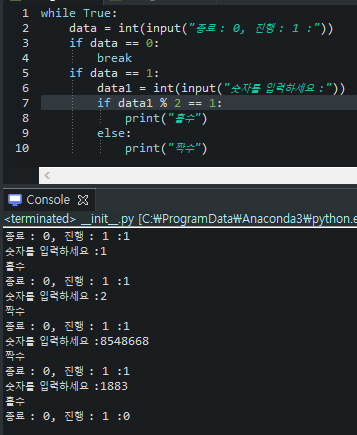 1 while True:
2 data = int(input("종료 : 0, 진행 : 1 :"))
3 if data == 0:
4 break
5 if data == 1:
6 data1 = int(input("숫자를 입력하세요 :"))
7 if data1 % 2 == 1:
8 print("홀수")
9 else:
10 print("짝수")
Console
<terminated> __init__.py [C:₩ProgramData₩Anaconda3₩python.e
종료 : 0, 진행 : 1 :1
숫자를 입력하세요 :1
홀수
종료 : 0, 진행 : 1 :1
숫자를 입력하세요 :2
짝수
종료 : 0, 진행 : 1 :1
숫자를 입력하세요 :8548668
짝수
종료 : 0, 진행 : 1 :1
숫자를 입력하세요 :1883
홀수
종료 : 0, 진행 : 1 :0